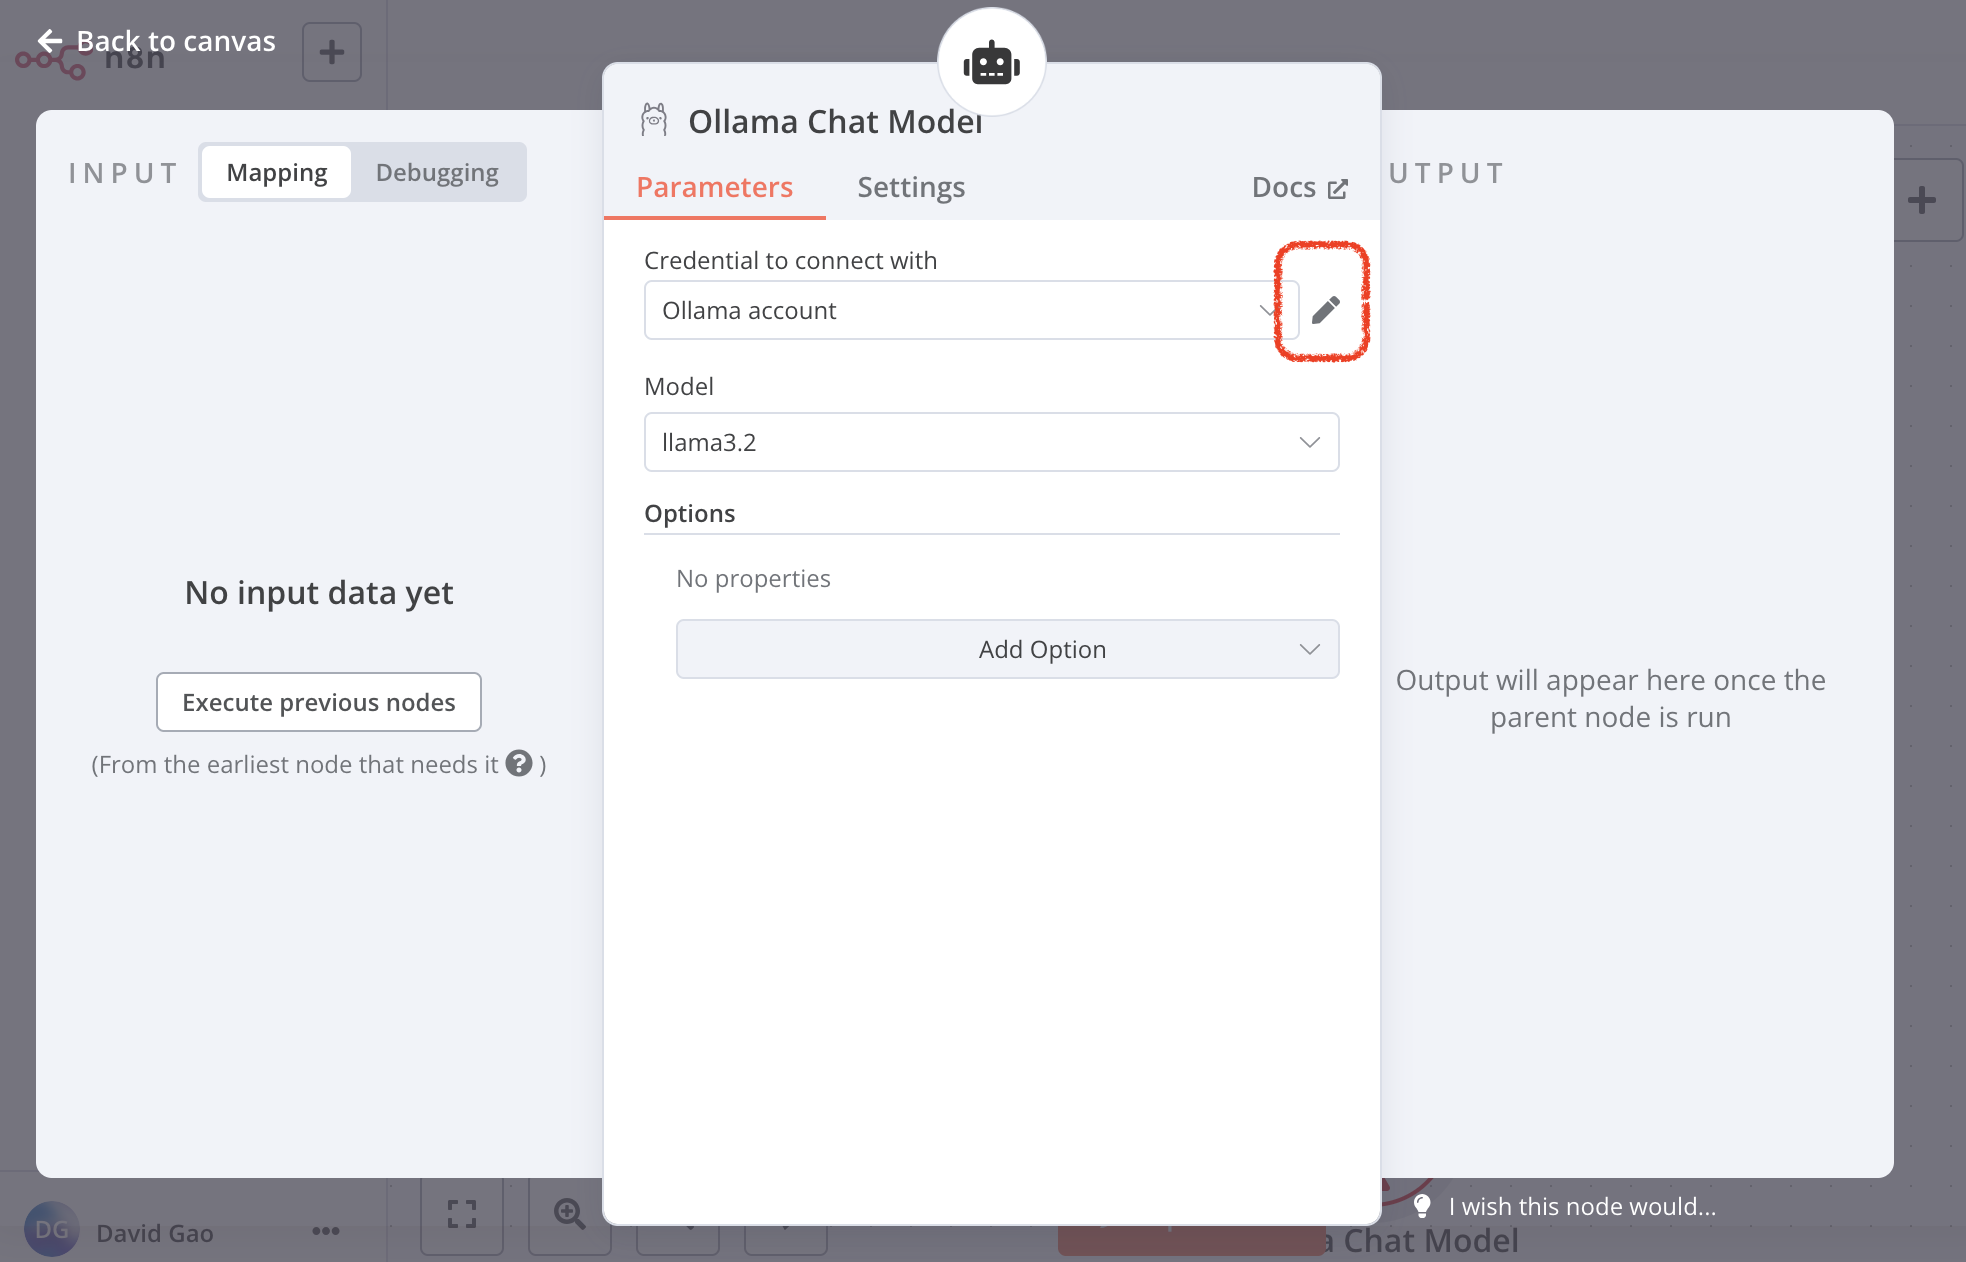 Back to canvas
n8n
INPUT
Mapping
Debugging
No input data yet
Execute previous nodes
(From the earliest node that needs it ? )
Ollama Chat Model
Parameters
Settings
Docs
Credential to connect with
Ollama account
Model
llama3.2
Options
No properties
Add Option
UTPUT
Output will appear here once the
parent node is run
DG
David Gao
I wish this node would...
a Chat Model